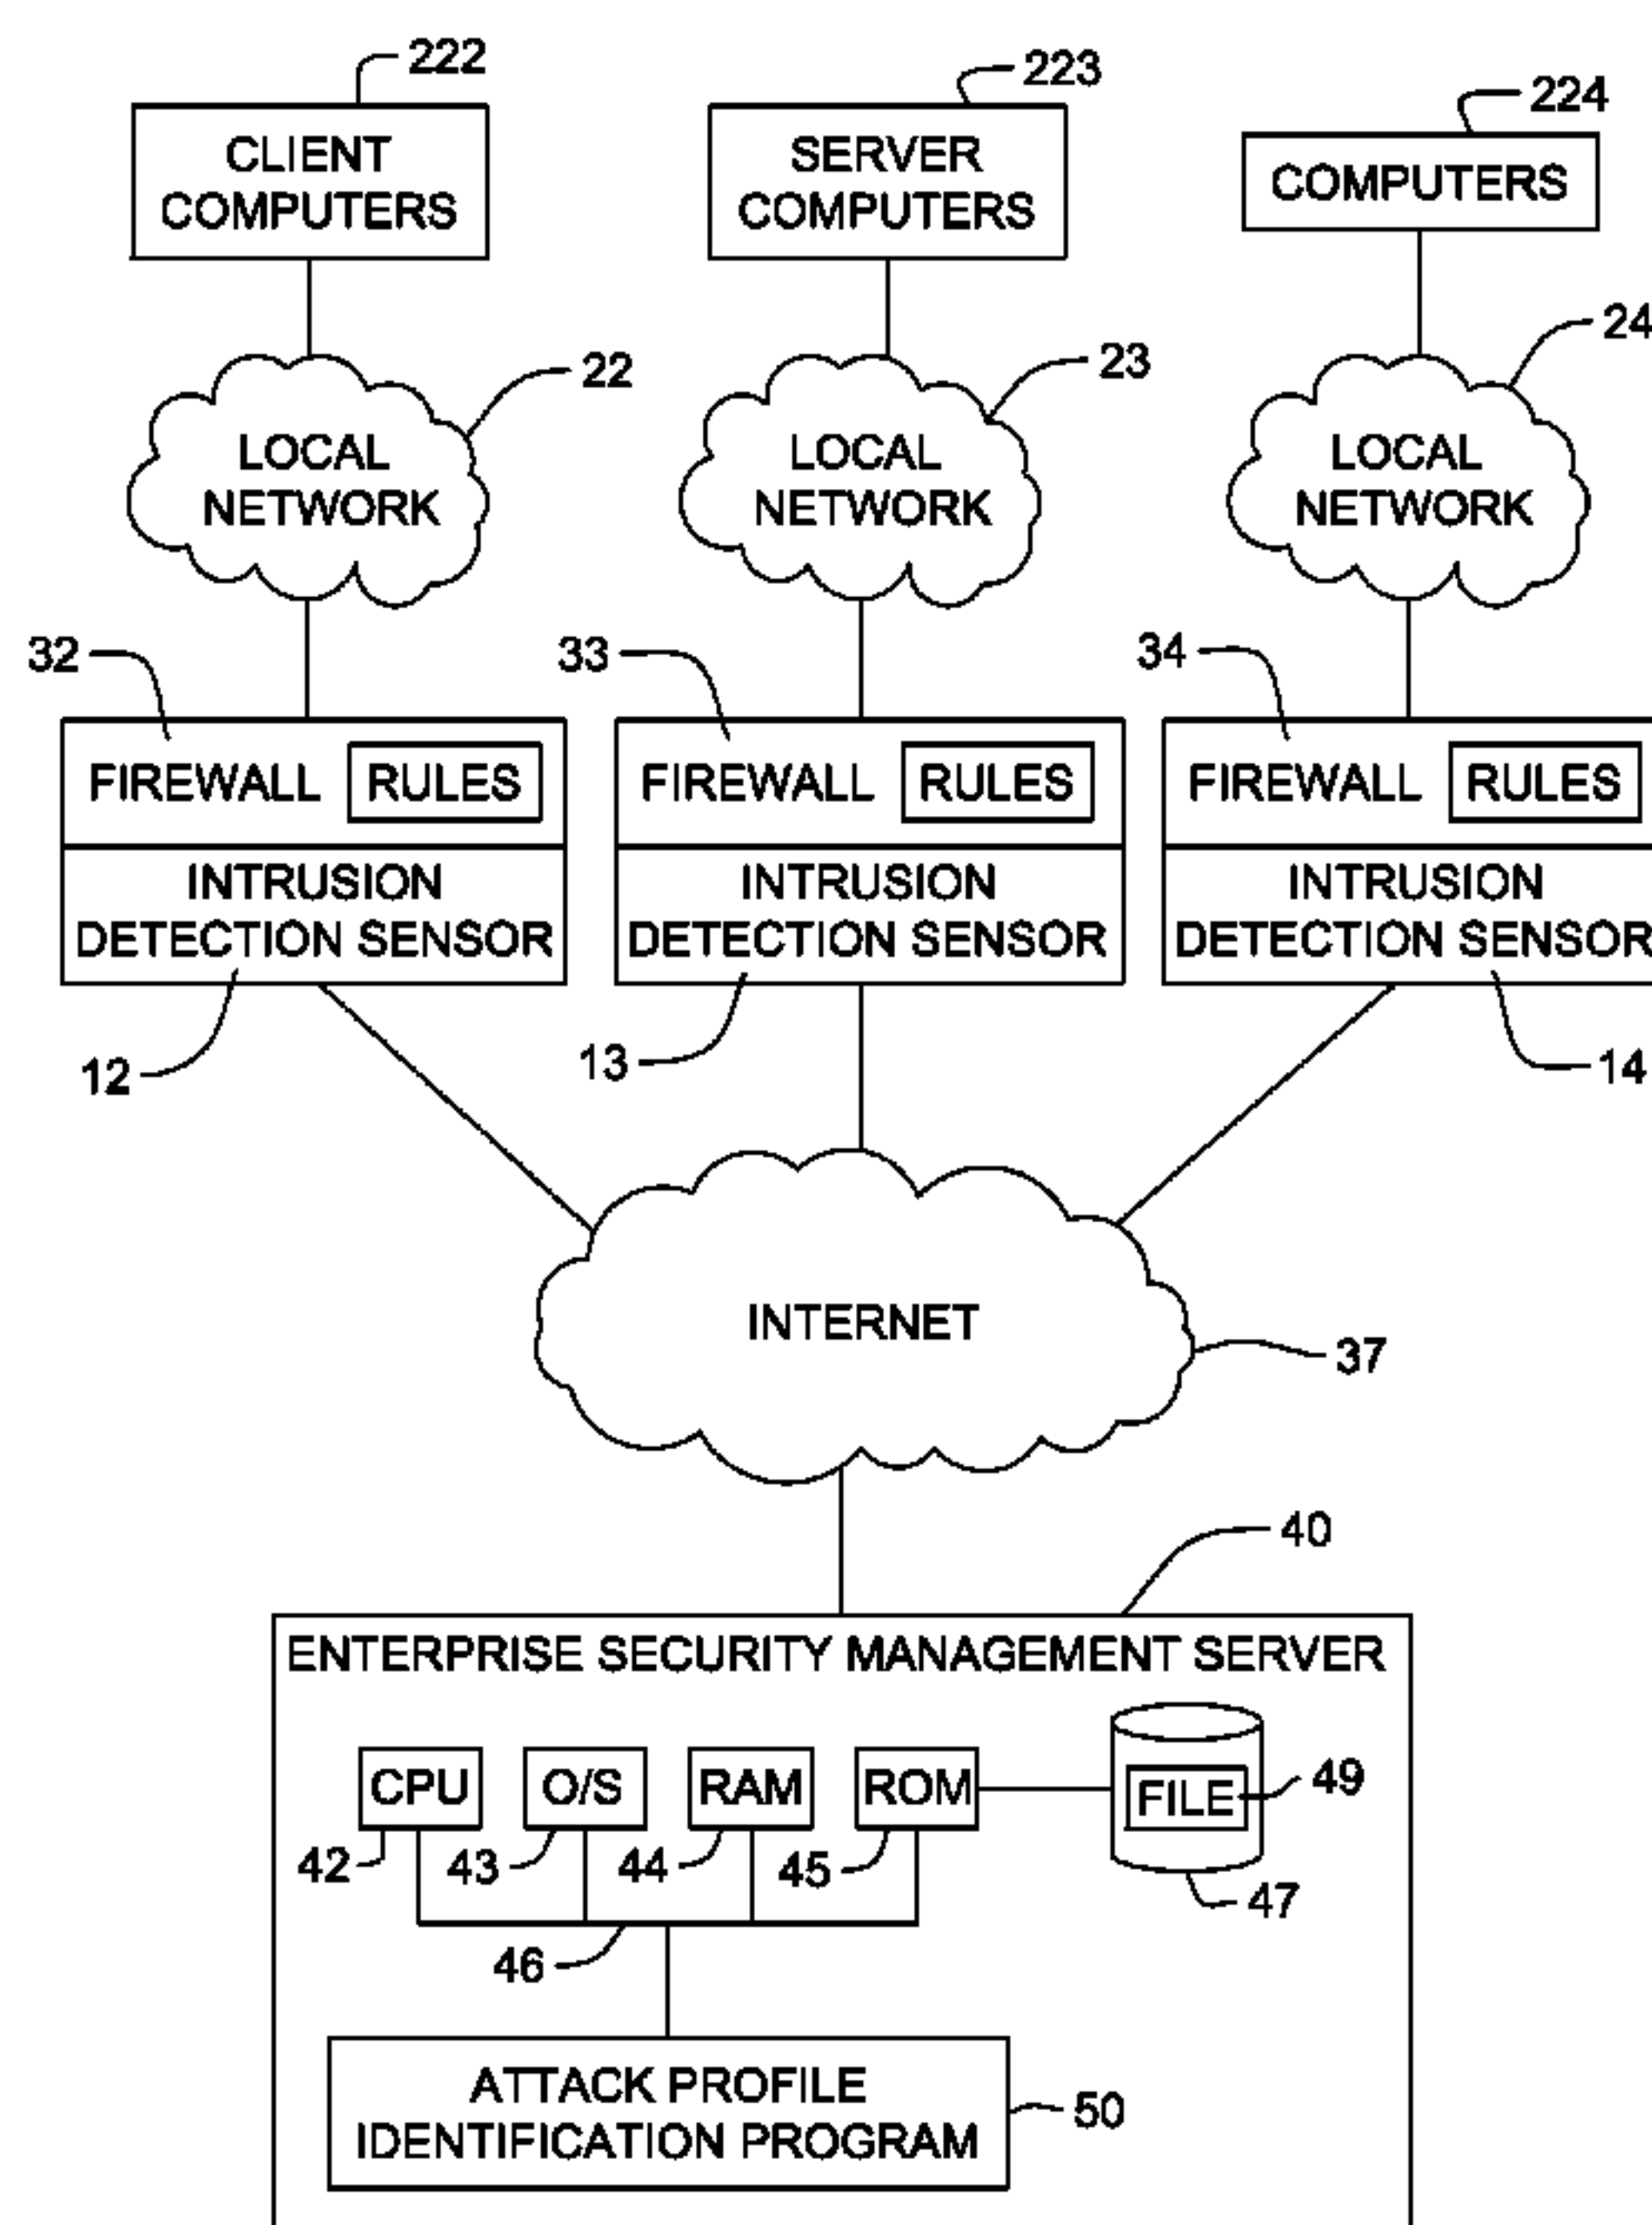 222
223
224
CLIENT
COMPUTERS
SERVER
COMPUTERS
COMPUTERS
22
23
24
LOCAL
NETWORK
LOCAL
NETWORK
LOCAL
NETWORK
32
33
34
FIREWALL
RULES
FIREWALL
RULES
FIREWALL
RULES
INTRUSION
DETECTION SENSOR
INTRUSION
DETECTION SENSOR
INTRUSION
DETECTION SENSOR
12
13
14
INTERNET
37
40
ENTERPRISE SECURITY MANAGEMENT SERVER
CPU
O/S
RAM
ROM
FILE
49
42
43
44
45
47
46
ATTACK PROFILE
IDENTIFICATION PROGRAM
50